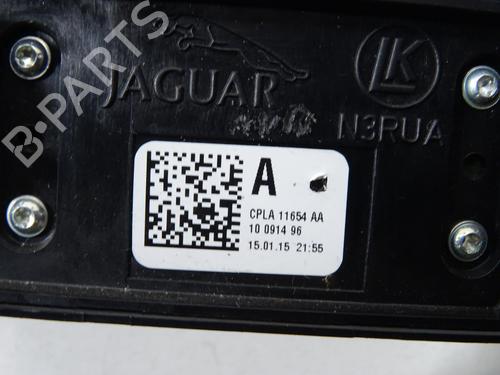 B-PARTS
JAGUAR
LK
N3RUA
A
CPLA 11654 AA
10 0914 96
15.01.15 21:55